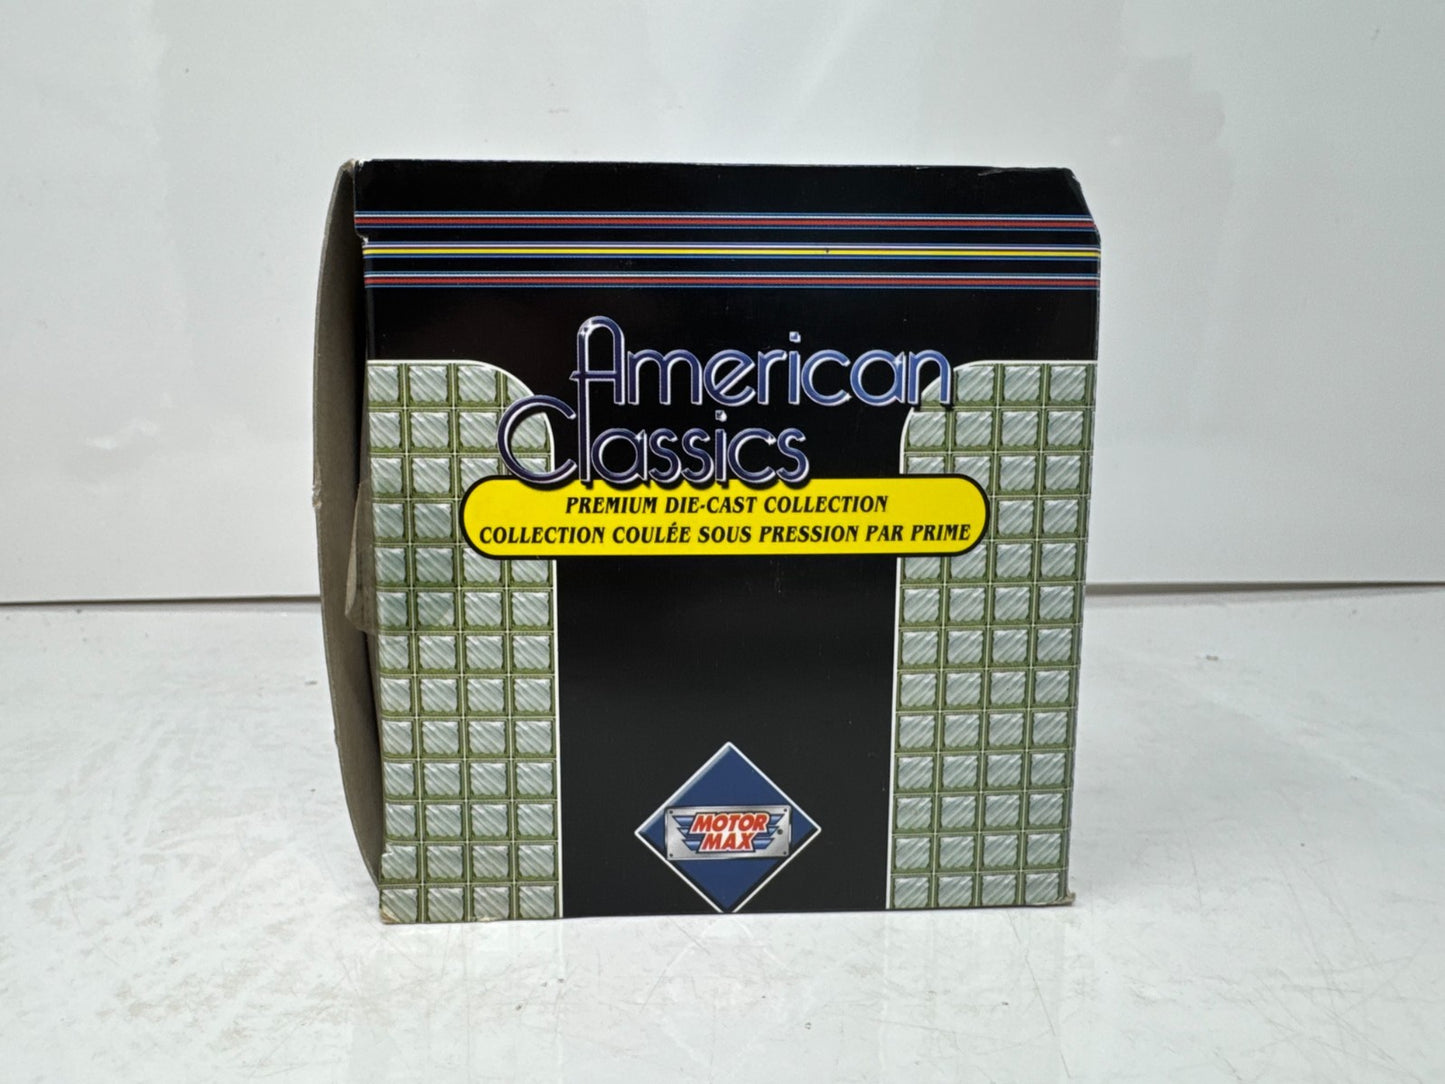 American
Classics
PREMIUM DIE-CAST COLLECTION
COLLECTION COULÉE SOUS PRESSION PAR PRIME
MOTOR
MAX